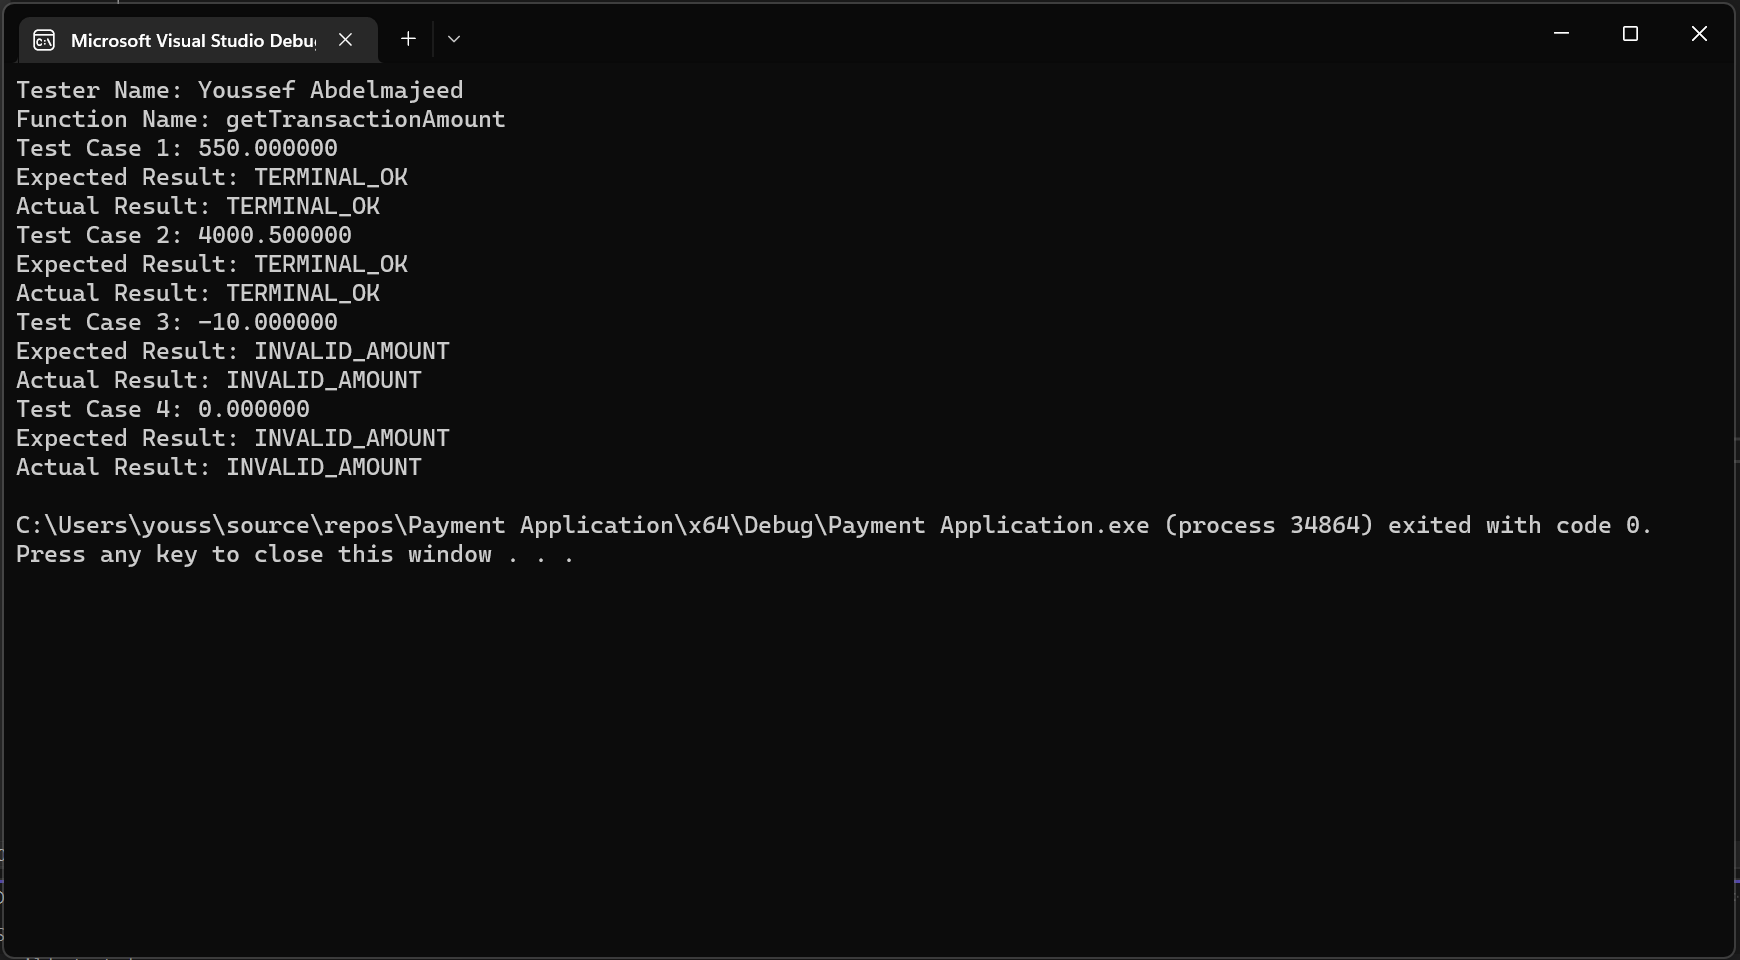 Microsoft Visual Studio Debu
Tester Name: Youssef Abdelmajeed
Function Name: getTransactionAmount
Test Case 1: 550.000000
Expected Result: TERMINAL_OK
Actual Result: TERMINAL_OK
Test Case 2: 4000.500000
Expected Result: TERMINAL_OK
Actual Result: TERMINAL_OK
Test Case 3: -10.000000
Expected Result: INVALID_AMOUNT
Actual Result: INVALID_AMOUNT
Test Case 4: 0.000000
Expected Result: INVALID_AMOUNT
Actual Result: INVALID_AMOUNT
C:\Users\youss\source\repos\Payment Application\x64\Debug\Payment Application.exe (process 34864) exited with code 0.
Press any key to close this window . . .